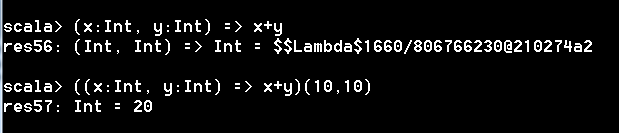 scala> (x:Int, y:Int) => x+y
res56: (Int, Int) => Int = $$Lambda$1660/806766230@210274a2
scala> ((x:Int, y:Int) => x+y)(10,10)
res57: Int = 20